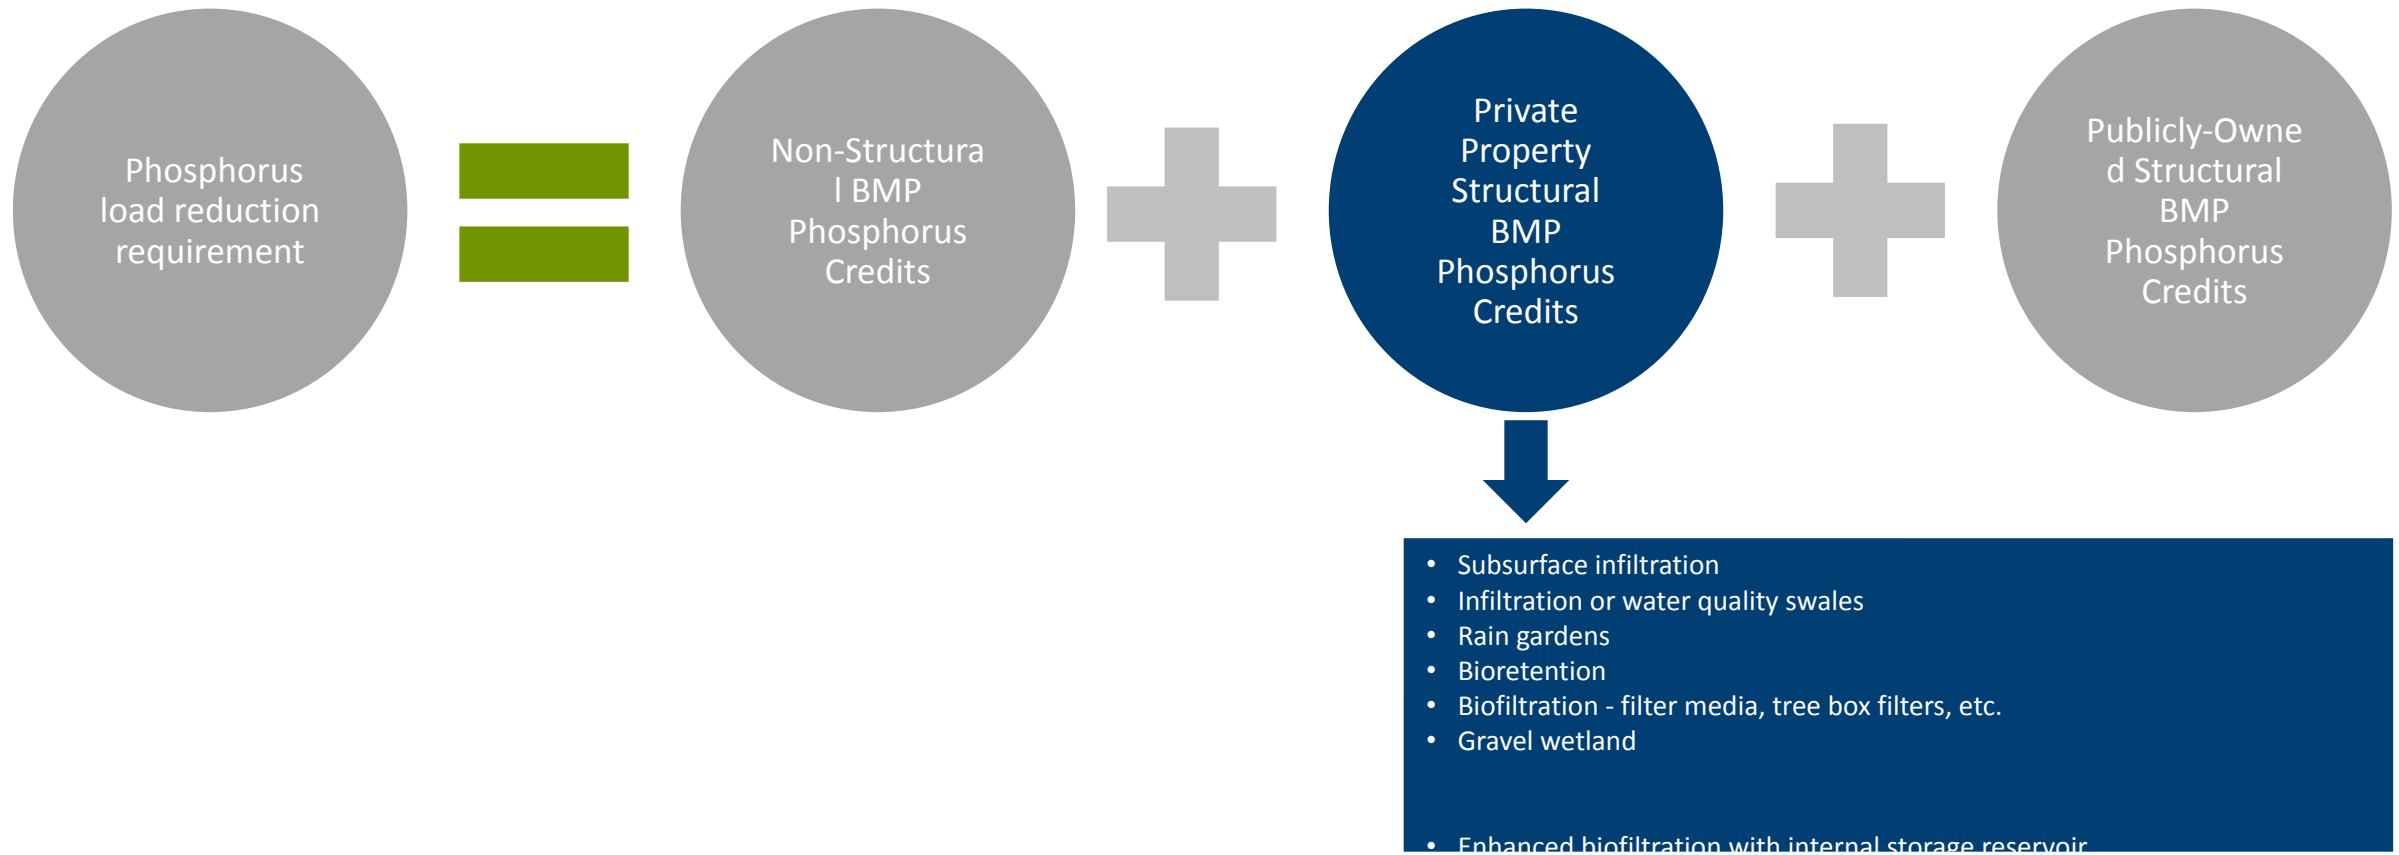 Phosphorus
load reduction
requirement
Non-Structura
l BMP
Phosphorus
Credits
Private
Property
Structural
BMP
Phosphorus
Credits
Publicly-Owne
d Structural
BMP
Phosphorus
Credits
• Subsurface infiltration
• Infiltration or water quality swales
• Rain gardens
• Bioretention
• Biofiltration - filter media, tree box filters, etc.
• Gravel wetland
• Enhanced biofiltration with internal storage reservoir